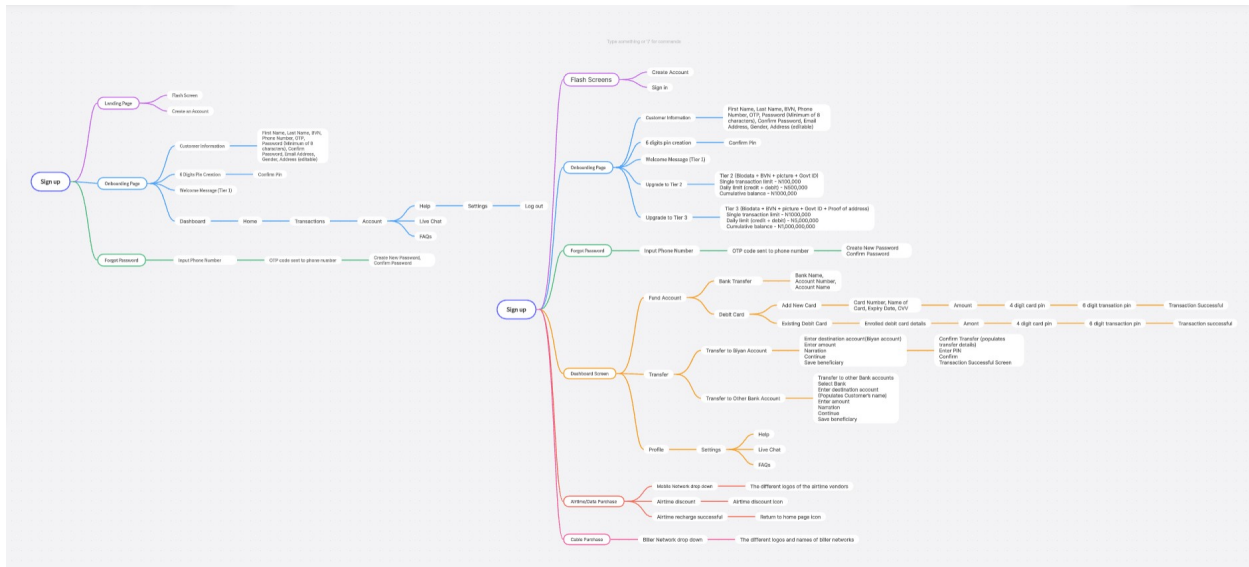 Type something or '/' for commands
Sign up
Landing Page
Flash Screen
Create an Account
Onboarding Page
Customer Information
First Name, Last Name, BVN,
Phone Number, OTP,
Password (Minimum of 8
characters), Confirm
Password, Email Address,
Gender, Address (editable)
6 Digits Pin Creation
Confirm Pin
Welcome Message (Tier 1)
Dashboard
Home
Transactions
Account
Help
Settings
Log out
Live Chat
FAQs
Forgot Password
Input Phone Number
OTP code sent to phone number
Create New Password,
Confirm Password
Sign up
Flash Screens
Create Account
Sign in
Onboarding Page
Customer Information
First Name, Last Name, BVN, Phone
Number, OTP, Password (Minimum of 8
characters), Confirm Password, Email
Address, Gender, Address (editable)
6 digits pin creation
Confirm Pin
Welcome Message (Tier 1)
Upgrade to Tier 2
Tier 2 (Biodata + BVN + picture + Govt ID)
Single transaction limit - N100,000
Daily limit (credit + debit) - N500,000
Cumulative balance - N1000,000
Upgrade to Tier 3
Tier 3 (Biodata + BVN + picture + Govt ID + Proof of address)
Single transaction limit - N1000,000
Daily limit (credit + debit) - N5,000,000
Cumulative balance - N1,000,000,000
Forgot Password
Input Phone Number
OTP code sent to phone number
Create New Password
Confirm Password
Dashboard Screen
Fund Account
Bank Transfer
Bank Name,
Account Number,
Account Name
Debit Card
Add New Card
Card Number, Name of
Card, Expiry Date, CVV
Amount
4 digit card pin
6 digit transation pin
Transaction Successful
Existing Debit Card
Enrolled debit card details
Amont
4 digit card pin
6 digit transaction pin
Transaction successful
Transfer
Transfer to Biyan Account
Enter destination account(Biyan account)
Enter amount
Narration
Continue
Save beneficiary
Confirm Transfer (populates
transfer details)
Enter PIN
Confirm
Transaction Successful Screen
Transfer to Other Bank Account
Transfer to other Bank accounts
Select Bank
Enter destination account
(Populates Customer's name)
Enter amount
Narration
Continue
Save beneficiary
Profile
Settings
Help
Live Chat
FAQs
Airtime/Data Purchase
Mobile Network drop down
The different logos of the airtime vendors
Airtime discount
Airtime discount icon
Airtime recharge successful
Return to home page icon
Cable Purchase
Biller Network drop down
The different logos and names of biller networks